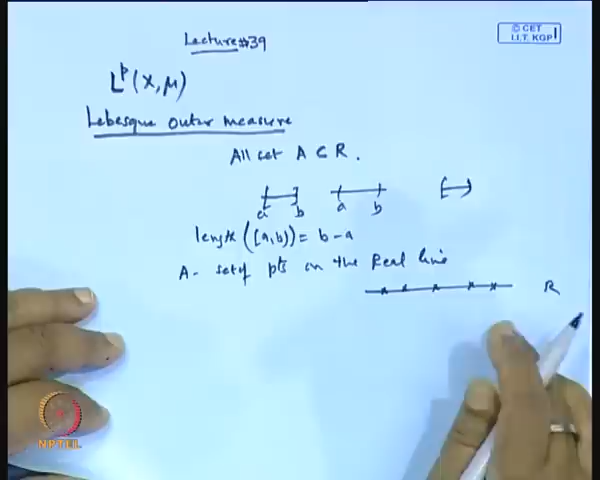 Lecture #39
© CET
I.I.T. KGP
L^p (X, μ)
Lebesgue outer measure
All set A ⊂ R.
a b a b
length ([a,b)) = b-a
A - set of pts on the Real line
R
NPTEL